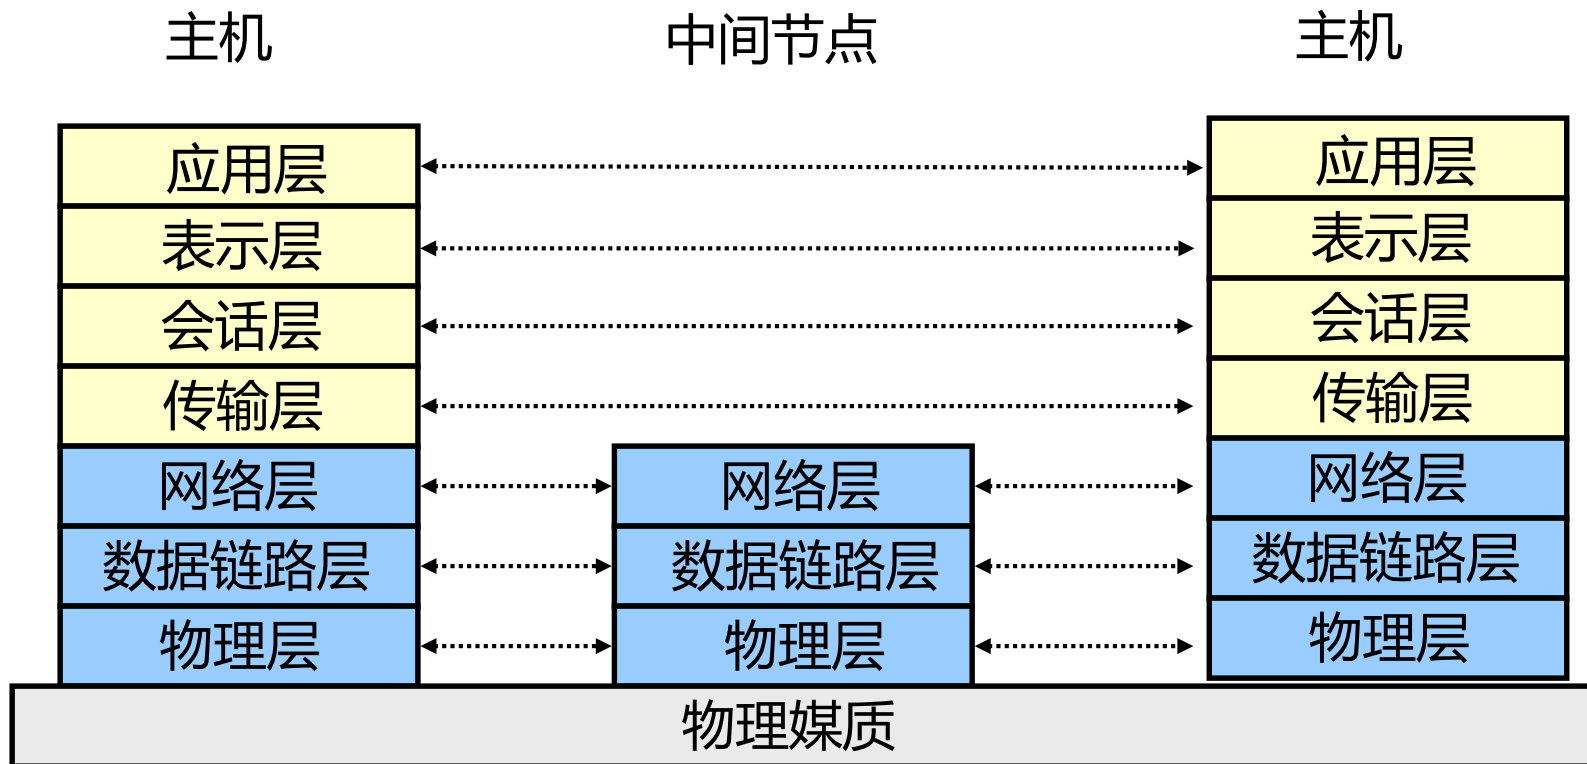 主机
中间节点
主机
应用层
表示层
会话层
传输层
网络层
数据链路层
物理层
网络层
数据链路层
物理层
应用层
表示层
会话层
传输层
网络层
数据链路层
物理层
物理媒质